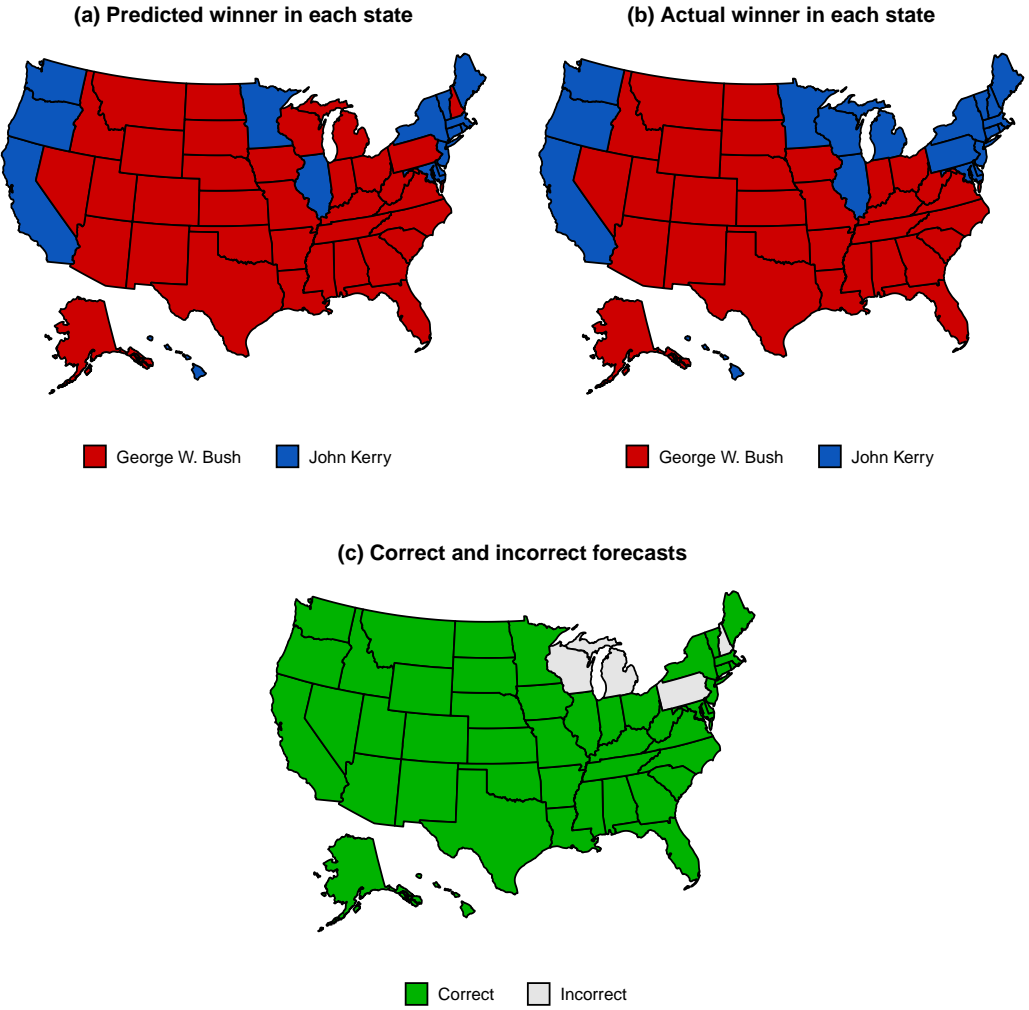 (a) Predicted winner in each state
(b) Actual winner in each state
George W. Bush
John Kerry
George W. Bush
John Kerry
(c) Correct and incorrect forecasts
Correct
Incorrect